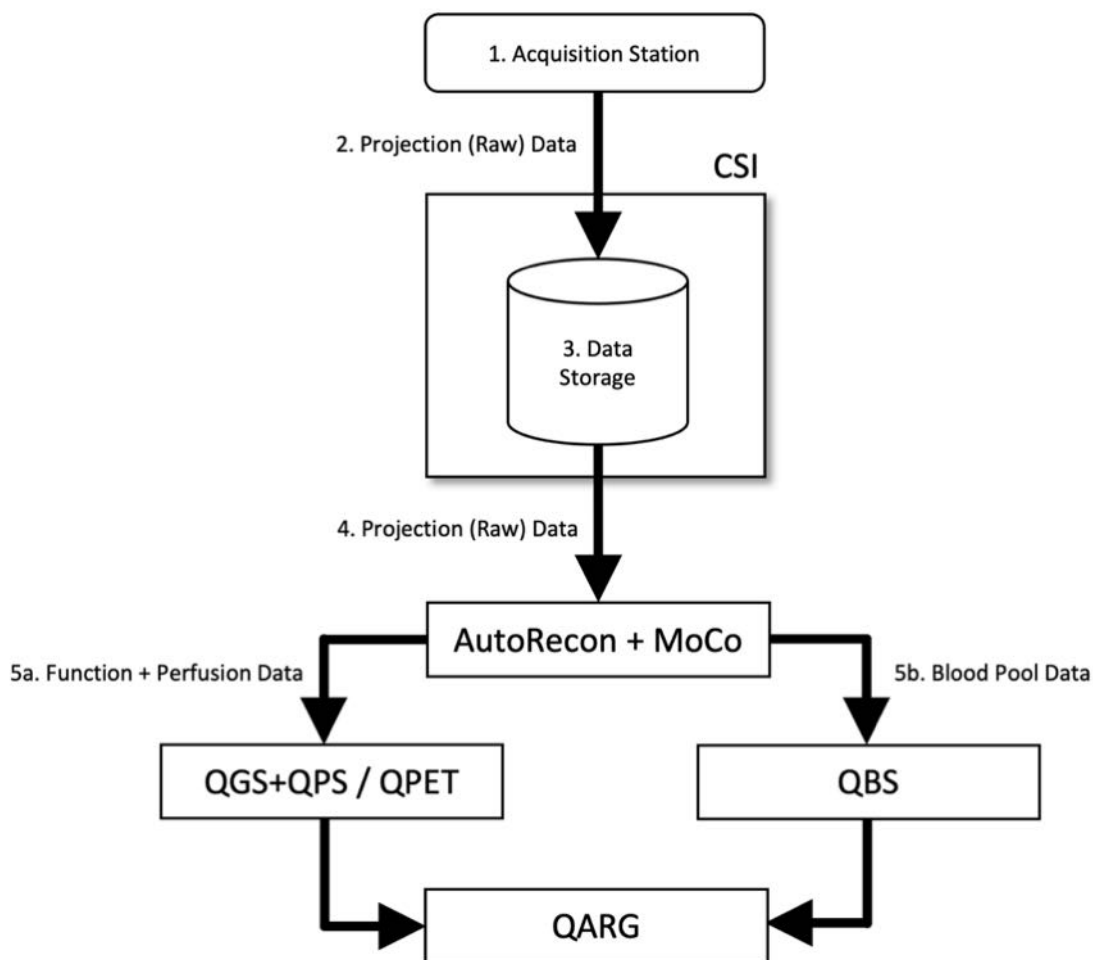 1. Acquisition Station
2. Projection (Raw) Data
CSI
3. Data
Storage
4. Projection (Raw) Data
AutoRecon + MoCo
5a. Function + Perfusion Data
5b. Blood Pool Data
QGS+QPS / QPET
QBS
QARG